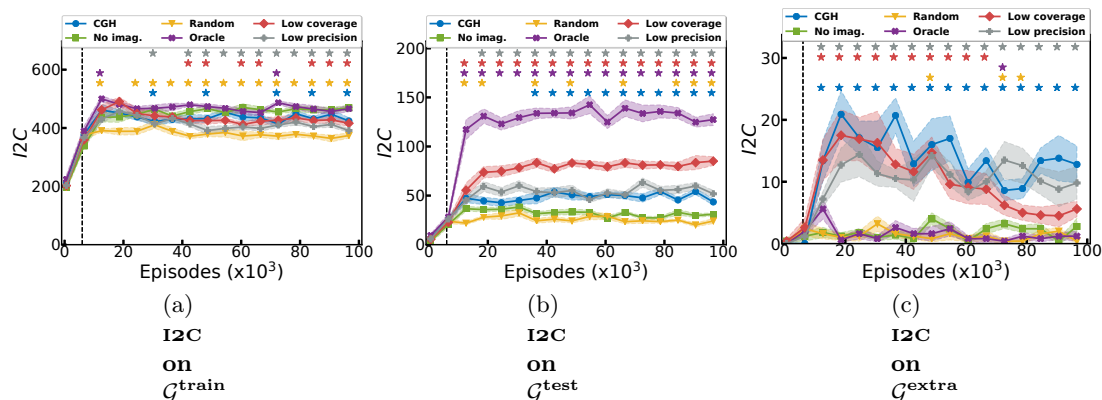 CGH Random Low coverage
No imag. Oracle Low precision
600
400
200
0
I2C
0 20 40 60 80 100
Episodes (x10³)
(a)
I2C
on
𝒢^train
CGH Random Low coverage
No imag. Oracle Low precision
200
150
100
50
0
I2C
0 20 40 60 80 100
Episodes (x10³)
(b)
I2C
on
𝒢^test
CGH Random Low coverage
No imag. Oracle Low precision
30
20
10
0
I2C
0 20 40 60 80 100
Episodes (x10³)
(c)
I2C
on
𝒢^extra